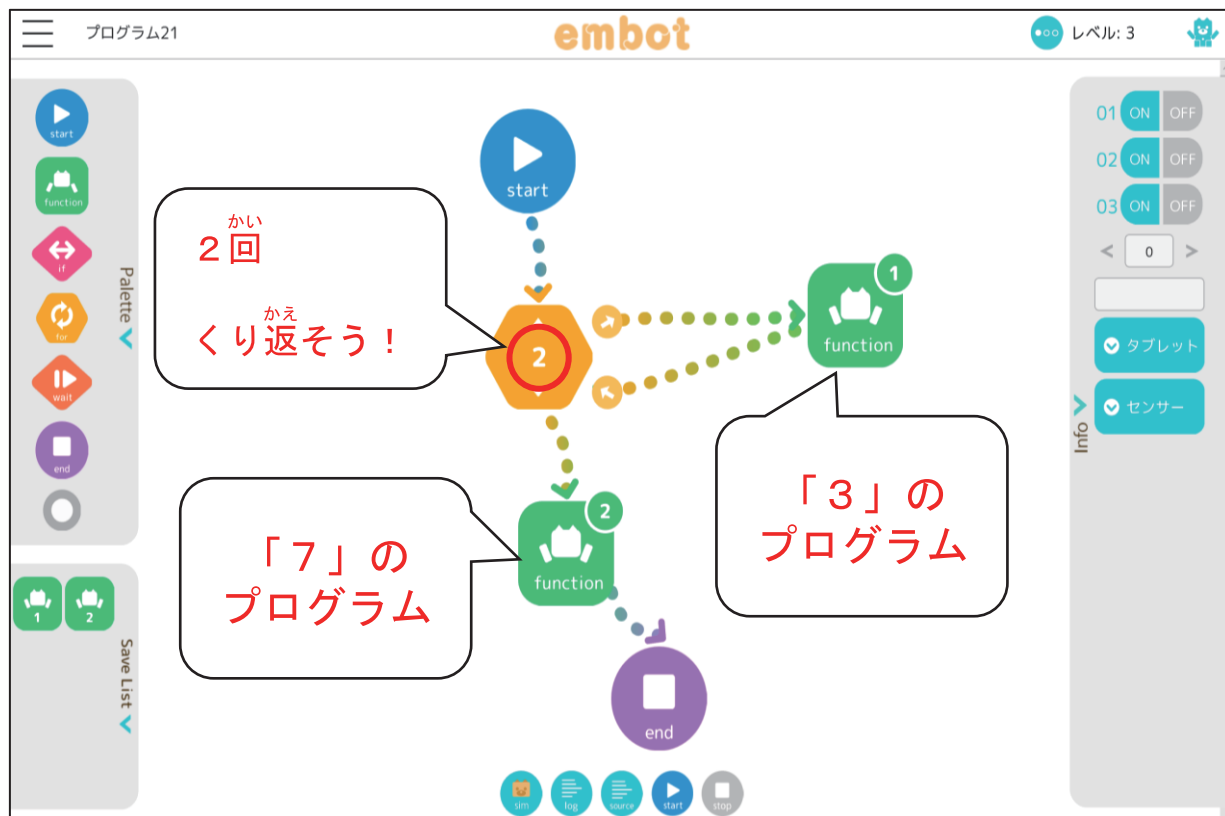 プログラム21
embot
レベル: 3
start
function
if
for
wait
end
Palette
1
2
Save List
start
かい
2回
かえ
くり返そう!
2
1
function
「3」の
プログラム
2
function
「7」の
プログラム
end
sim
log
source
start
stop
01 ON OFF
02 ON OFF
03 ON OFF
< 0 >
タブレット
センサー
Info